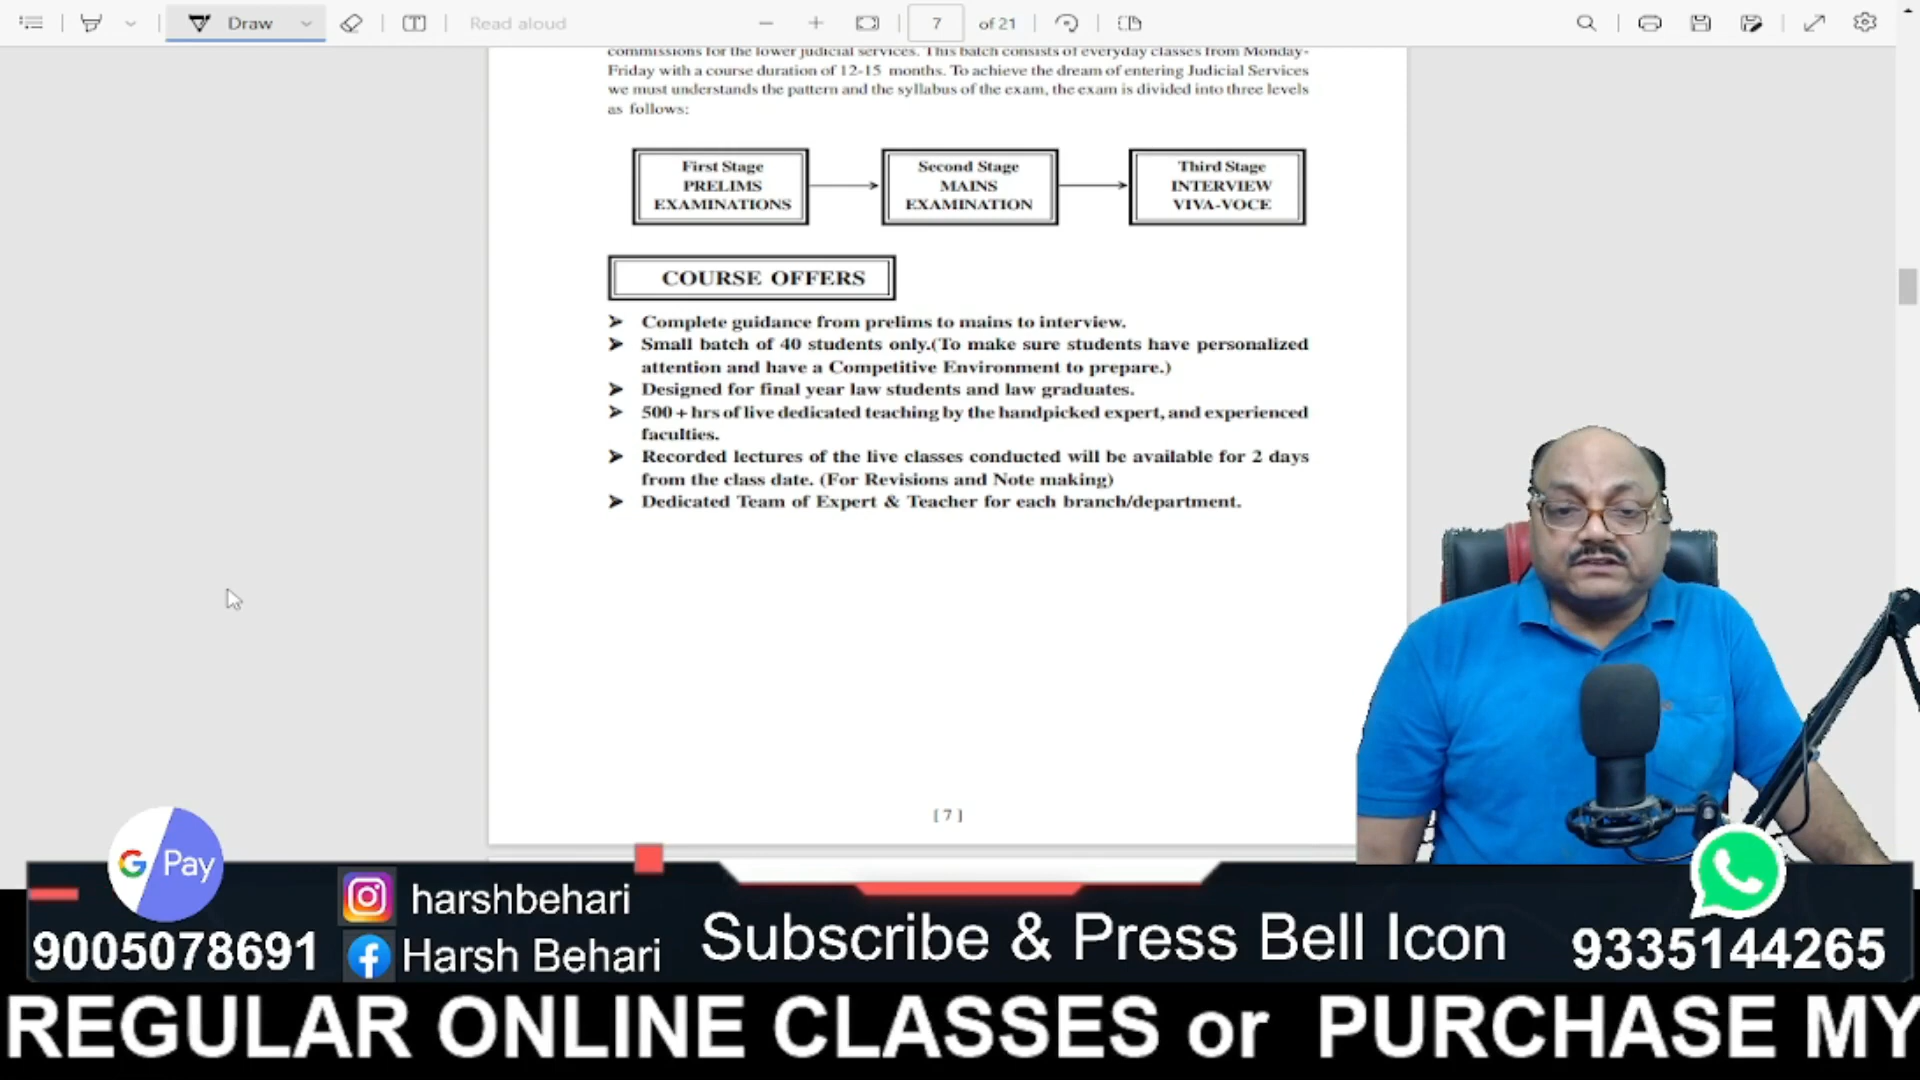 Draw
Read aloud
7
of 21
commissions for the lower judicial services. This batch consists of everyday classes from Monday-
Friday with a course duration of 12-15 months. To achieve the dream of entering Judicial Services
we must understands the pattern and the syllabus of the exam, the exam is divided into three levels
as follows:
First Stage
PRELIMS
EXAMINATIONS
Second Stage
MAINS
EXAMINATION
Third Stage
INTERVIEW
VIVA-VOCE
COURSE OFFERS
➤ Complete guidance from prelims to mains to interview.
➤ Small batch of 40 students only.(To make sure students have personalized
attention and have a Competitive Environment to prepare.)
➤ Designed for final year law students and law graduates.
➤ 500 + hrs of live dedicated teaching by the handpicked expert, and experienced
faculties.
➤ Recorded lectures of the live classes conducted will be available for 2 days
from the class date. (For Revisions and Note making)
➤ Dedicated Team of Expert & Teacher for each branch/department.
[ 7 ]
G Pay
9005078691
harshbehari
Harsh Behari
Subscribe & Press Bell Icon
9335144265
REGULAR ONLINE CLASSES or PURCHASE MY